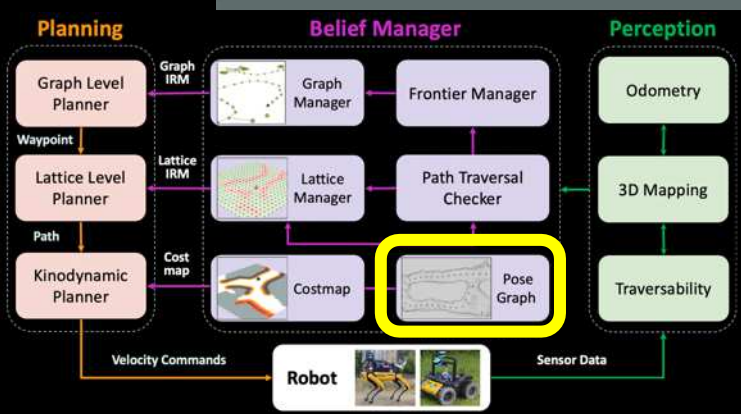 Planning
Belief Manager
Perception
Graph Level
Planner
Waypoint
Lattice Level
Planner
Path
Kinodynamic
Planner
Graph
IRM
Lattice
IRM
Cost
map
Graph
Manager
Frontier Manager
Lattice
Manager
Path Traversal
Checker
Costmap
Pose
Graph
Odometry
3D Mapping
Traversability
Velocity Commands
Robot
Sensor Data